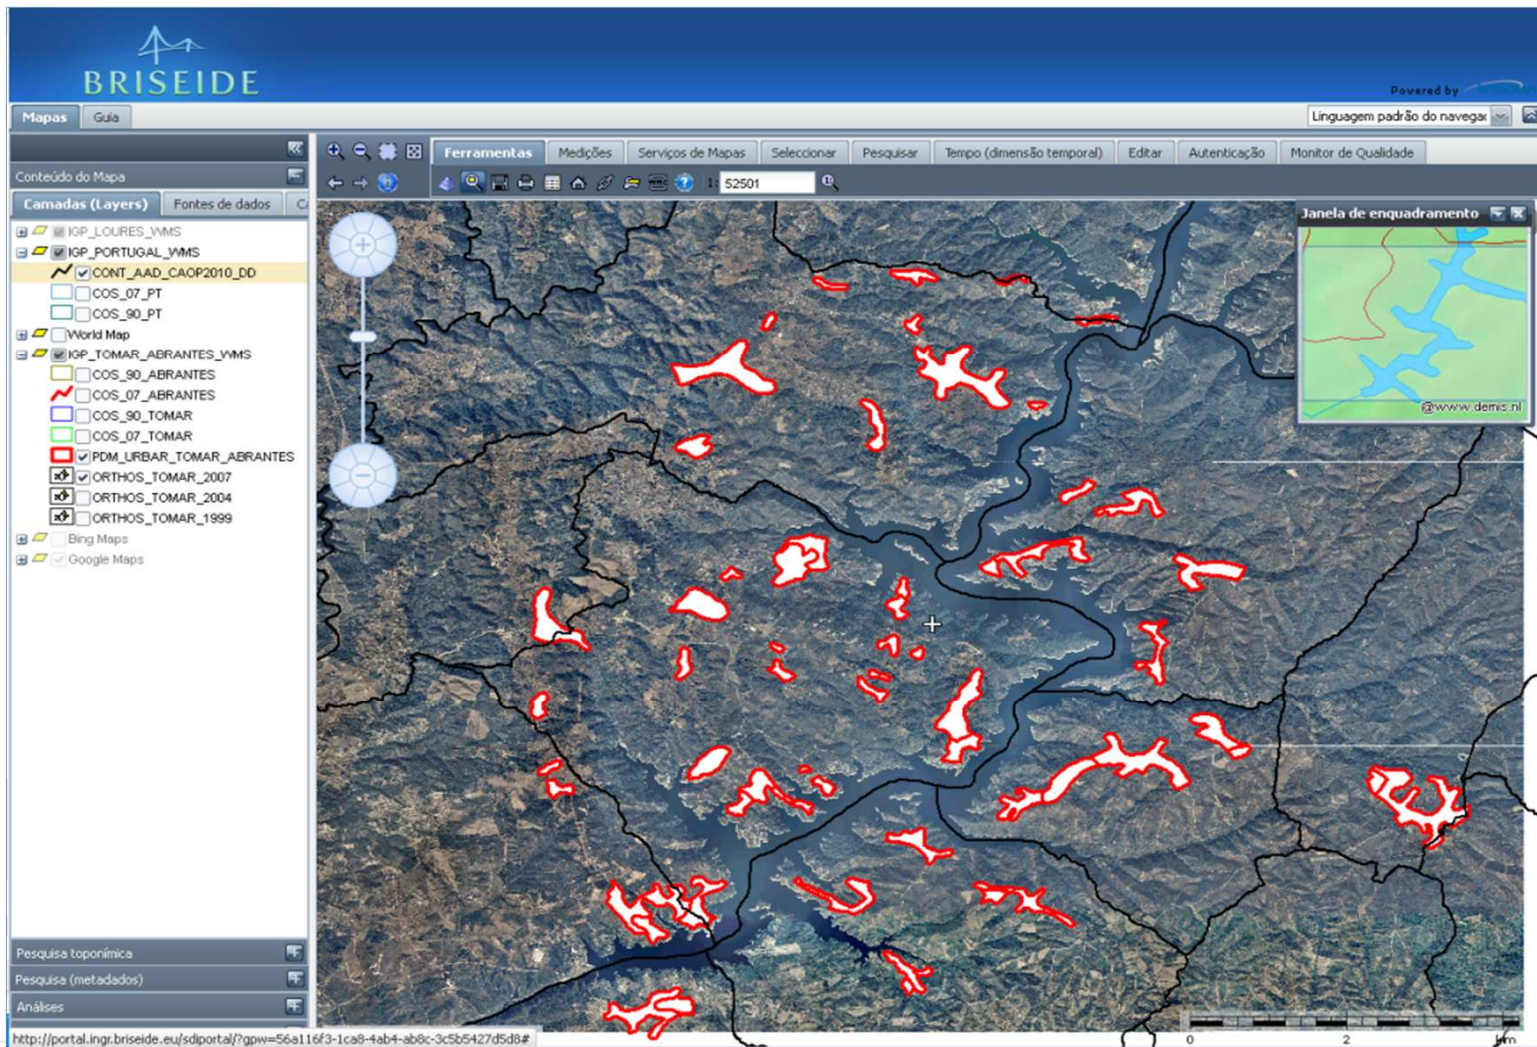 BRISEIDE
Powered by
Mapas Guia Linguagem padrão do navegaı
Conteúdo do Mapa
Camadas (Layers) Fontes de dados
Ferramentas Medições Serviços de Mapas Seleccionar Pesquisar Tempo (dimensão temporal) Editar Autenticação Monitor de Qualidade
1: 52501
IGP_LOURES_WMS
IGP_PORTUGAL_WMS
CONT_AAD_CAOP2010_DD
COS_07_PT
COS_90_PT
World Map
IGP_TOMAR_ABRANTES_WMS
COS_90_ABRANTES
COS_07_ABRANTES
COS_90_TOMAR
COS_07_TOMAR
PDM_URBAR_TOMAR_ABRANTES
ORTHOS_TOMAR_2007
ORTHOS_TOMAR_2004
ORTHOS_TOMAR_1999
Bing Maps
Google Maps
Janela de enquadramento
@www.demis.nl
Pesquisa toponímica
Pesquisa (metadados)
Análises
http://portal.ingr.briseide.eu/sdiportal/?gpw=56a116f3-1ca8-4ab4-ab8c-3c5b5427d5d8#
0 2